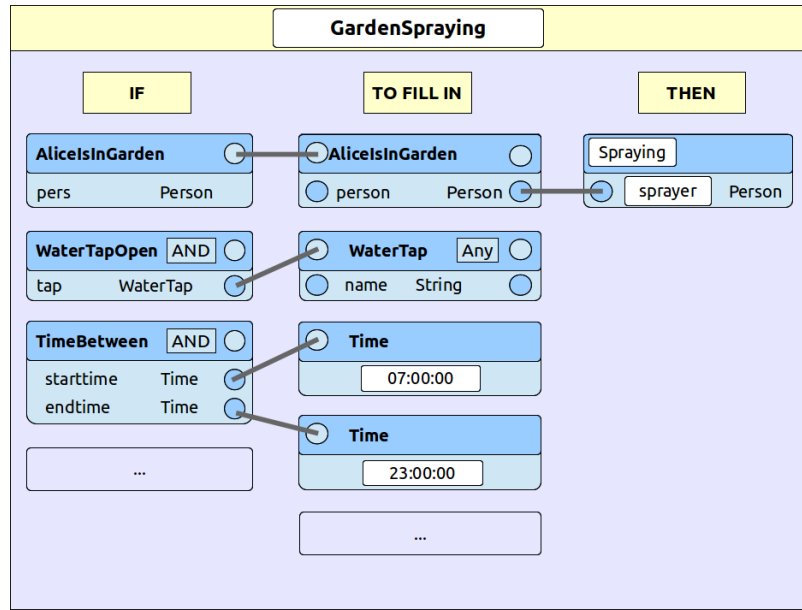 GardenSpraying
IF
TO FILL IN
THEN
AliceIsInGarden
pers Person
AliceIsInGarden
person Person
Spraying
sprayer Person
WaterTapOpen AND
tap WaterTap
WaterTap Any
name String
TimeBetween AND
starttime Time
endtime Time
...
Time
07:00:00
Time
23:00:00
...